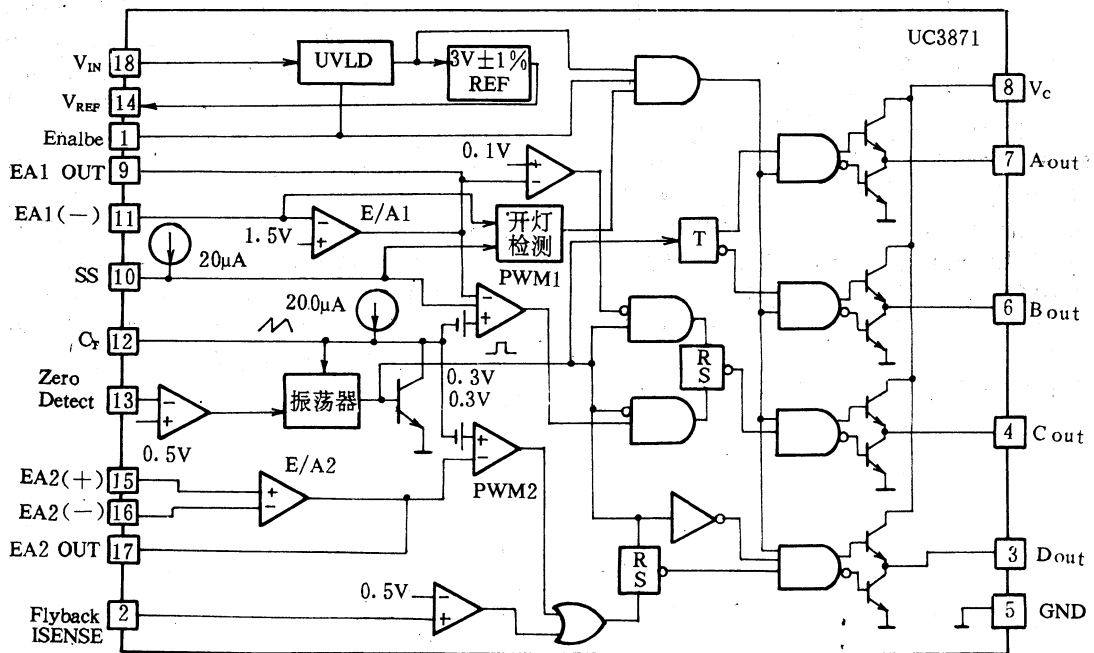 UC3871
V_IN 18
UVLD
3V±1%
REF
V_REF 14
Enalbe 1
EA1 OUT 9
0.1V
+
−
EA1(−) 11
−
+
E/A1
1.5V
开灯
检测
SS 10
20μA
PWM1
−
+
200μA
C_T 12
0.3V
0.3V
Zero
Detect 13
−
+
0.5V
振荡器
+
−
PWM2
EA2(+) 15
EA2(−) 16
E/A2
+
−
EA2 OUT 17
Flyback
ISENSE
2
0.5V
−
+
T
R
S
R
S
8 Vc
7 Aout
6 Bout
4 Cout
3 Dout
5 GND